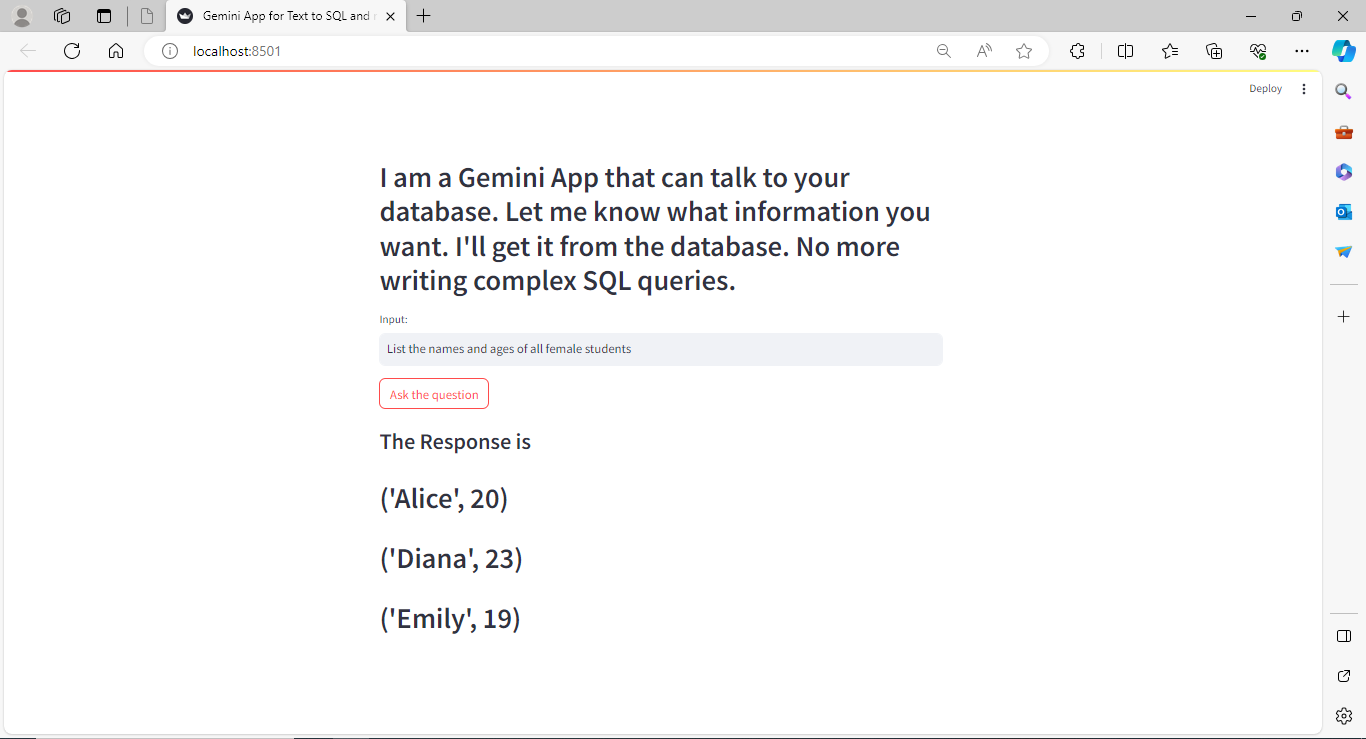 Gemini App for Text to SQL and
localhost:8501
Deploy
I am a Gemini App that can talk to your
database. Let me know what information you
want. I'll get it from the database. No more
writing complex SQL queries.
Input:
List the names and ages of all female students
Ask the question
The Response is
('Alice', 20)
('Diana', 23)
('Emily', 19)